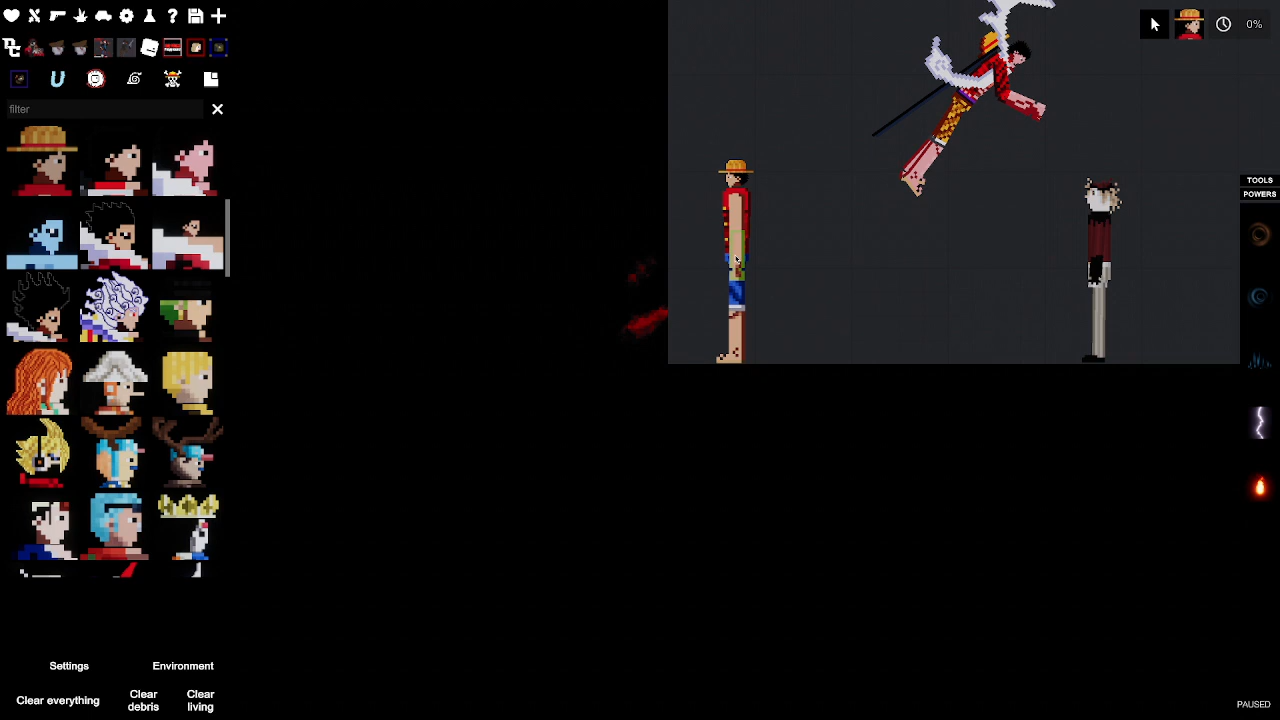 0%
filter
TOOLS
POWERS
Settings Environment
Clear everything Clear debris Clear living
PAUSED